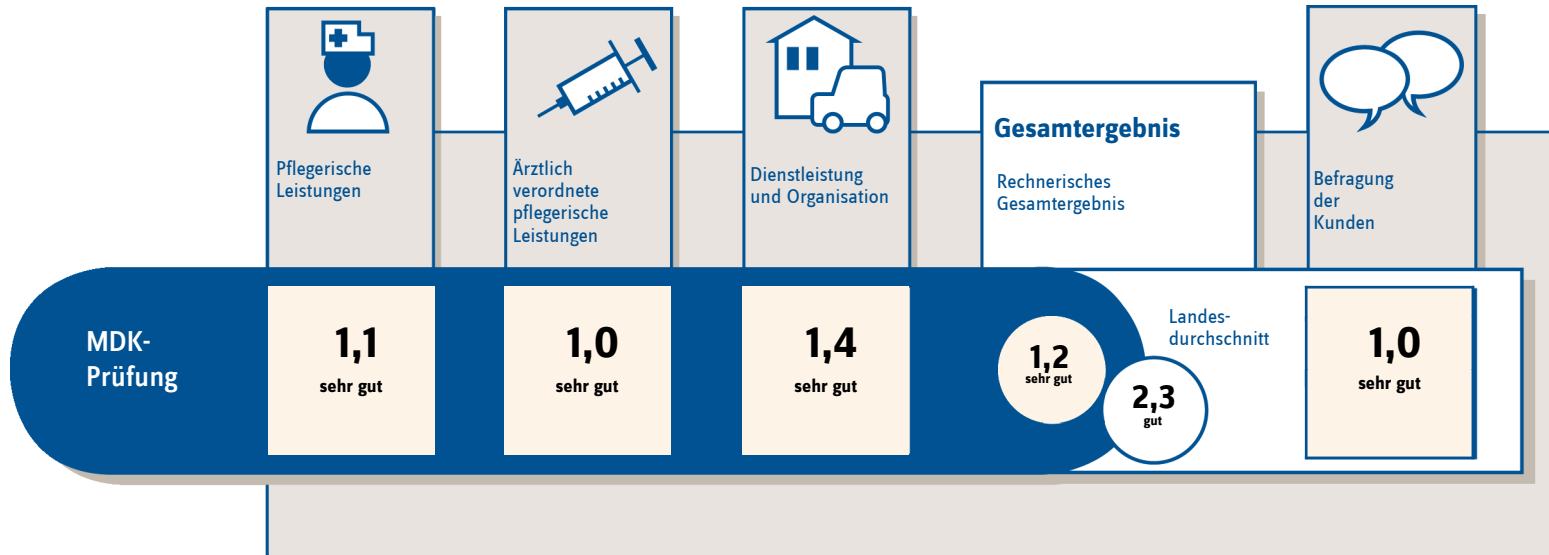 Pflegerische
Leistungen
Ärztlich
verordnete
pflegerische
Leistungen
Dienstleistung
und Organisation
Gesamtergebnis
Rechnerisches
Gesamtergebnis
Befragung
der
Kunden
MDK-
Prüfung
1,1
sehr gut
1,0
sehr gut
1,4
sehr gut
1,2
sehr gut
Landes-
durchschnitt
2,3
gut
1,0
sehr gut